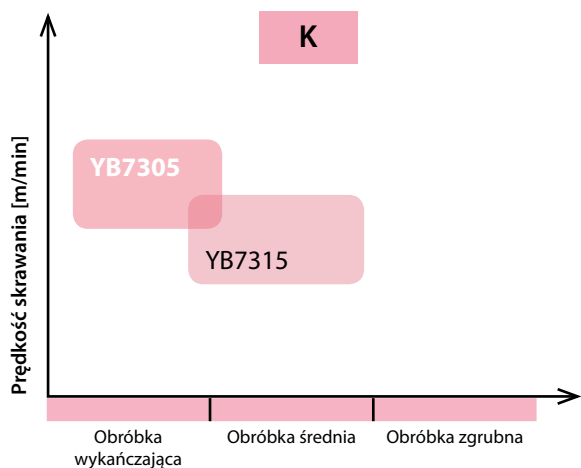 K
Prędkość skrawania [m/min]
YB7305
YB7315
Obróbka
wykańczająca
Obróbka średnia
Obróbka zgrubna